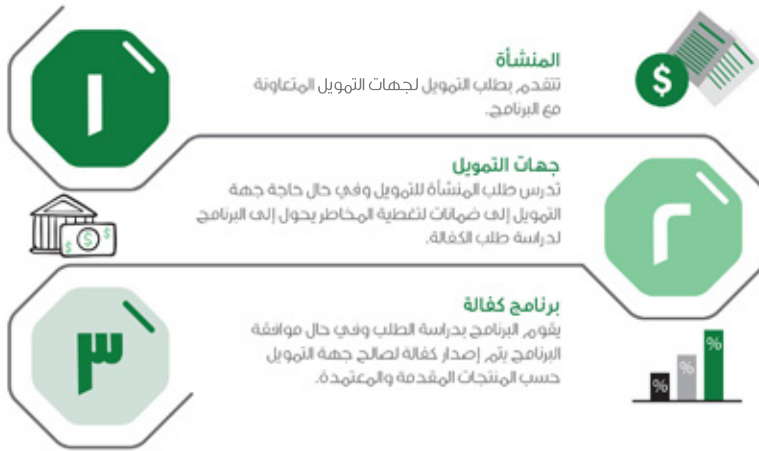 ١
المنشأة
تتقدم بطلب التمويل لجهات التمويل المتعاونة
مع البرنامج.
$
جهات التمويل
تدرس طلب المنشأة للتمويل وفي حال حاجة جهة
التمويل إلى ضمانات لتغطية المخاطر يحول إلى البرنامج
لدراسة طلب الكفالة.
٢
$ $ $
برنامج كفالة
يقوم البرنامج بدراسة الطلب وفي حال موافقة
البرنامج يتم إصدار كفالة لصالح جهة التمويل
حسب المنتجات المقدمة والمعتمدة.
٣
% % %